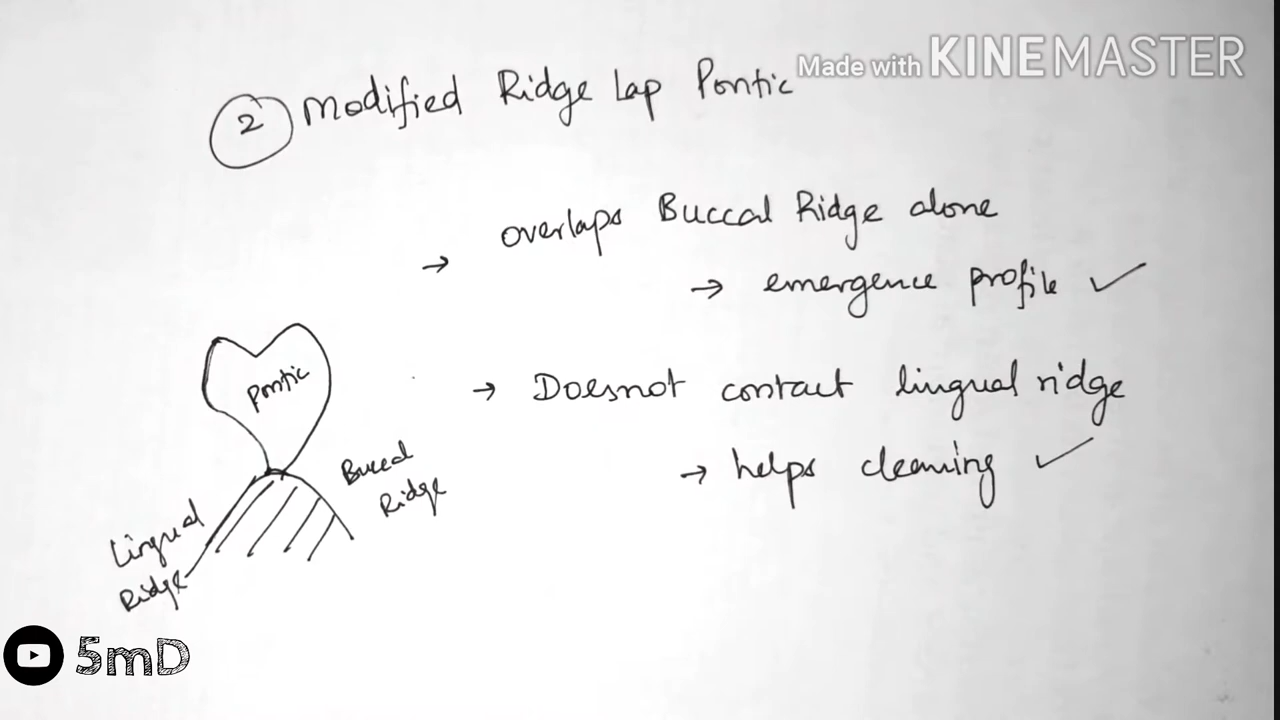 Made with KINEMASTER
2 Modified Ridge Lap Pontic
→ overlaps Buccal Ridge alone
→ emergence profile ✓
→ Doesnot contact lingual ridge
→ helps cleaning ✓
Pontic
Buccal
Ridge
Lingual
Ridge
5mD